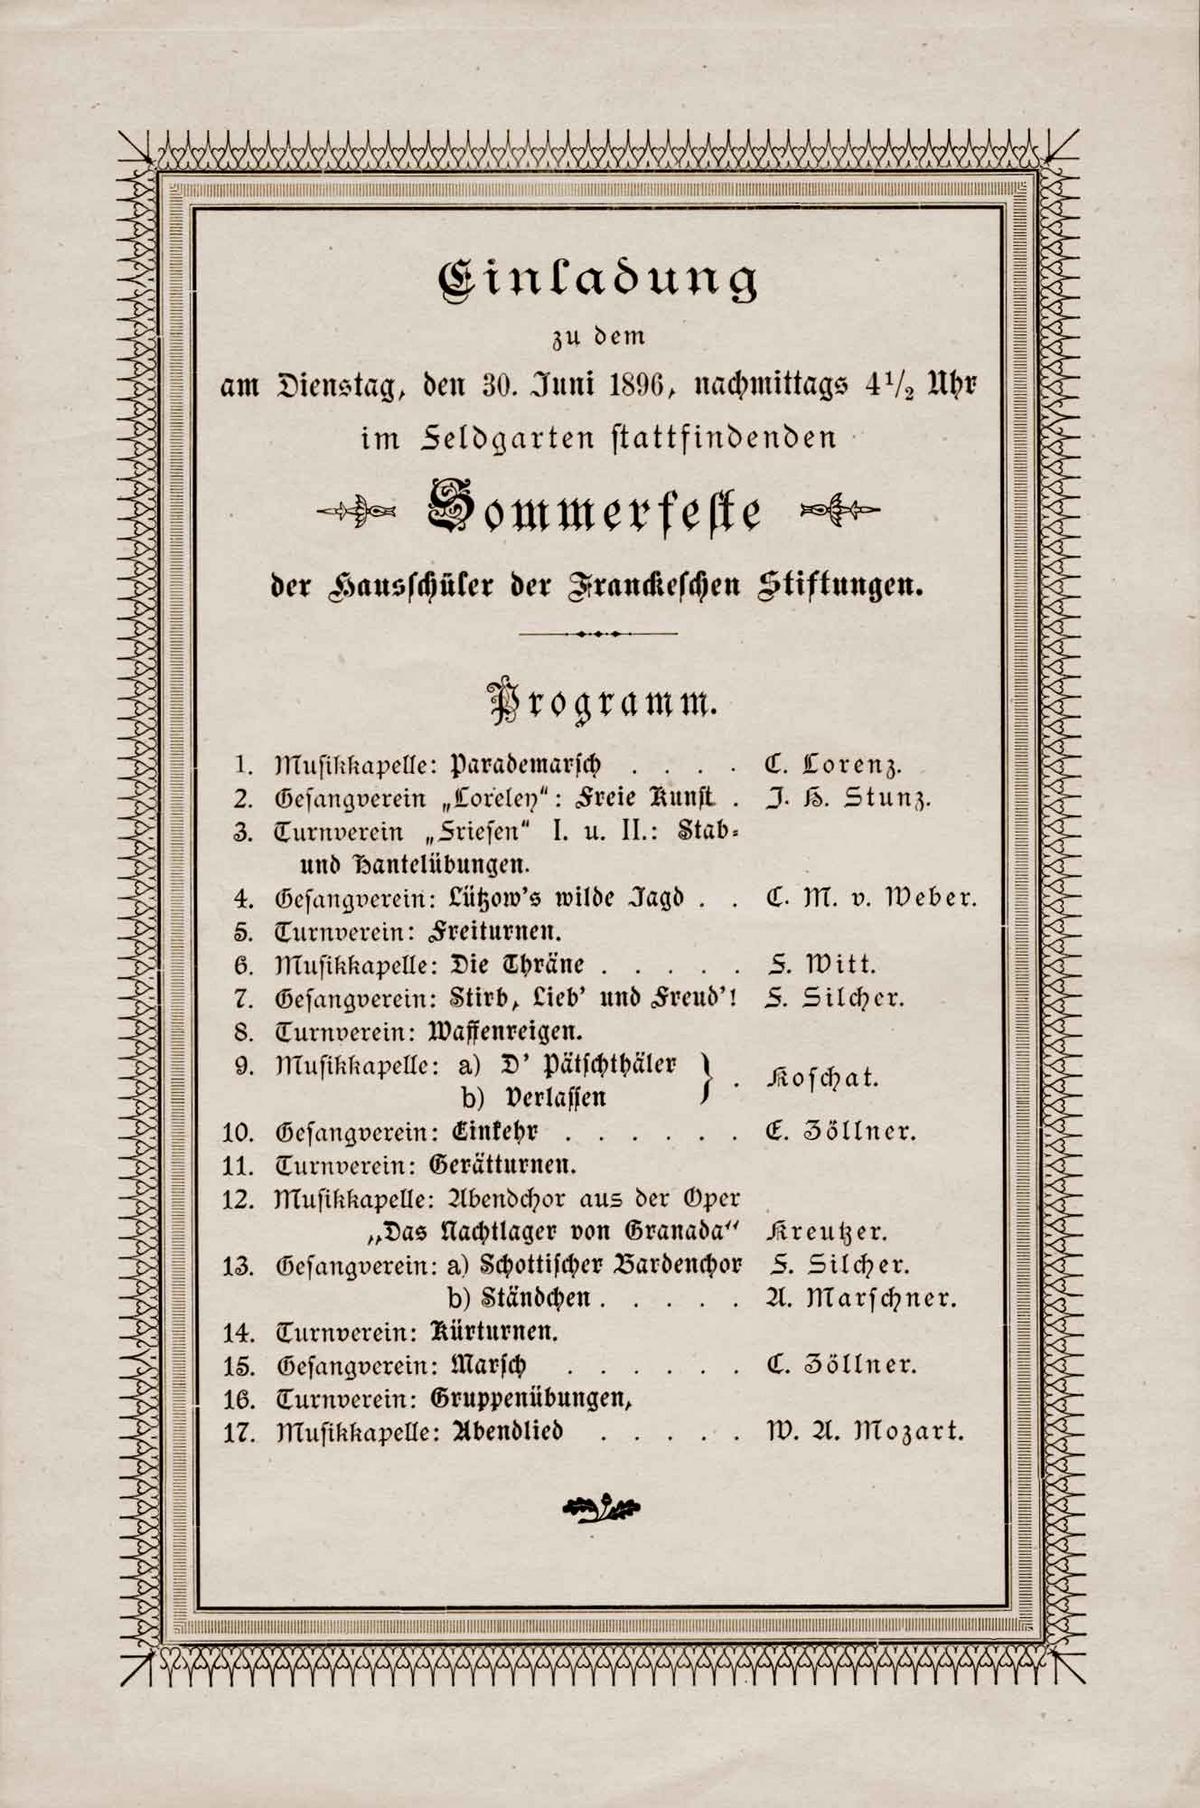 Einladung
zu dem
am Dienstag, den 30. Juni 1896, nachmittags 4 1/2 Uhr
im Feldgarten stattfindenden
Sommerfeste
der Hausschüler der Franckeschen Stiftungen.
Programm.
1. Musikkapelle: Parademarsch . . . . C. Lorenz.
2. Gesangverein „Loreley“: Freie Kunst . J. H. Stunz.
3. Turnverein „Friesen“ I. u. II.: Stab-
und Hantelübungen.
4. Gesangverein: Lützow's wilde Jagd . . C. M. v. Weber.
5. Turnverein: Freiturnen.
6. Musikkapelle: Die Thräne . . . . . F. Witt.
7. Gesangverein: Stirb, Lieb' und Freud'! F. Silcher.
8. Turnverein: Waffenreigen.
9. Musikkapelle: a) D' Pätschthäler
b) Verlassen } . Koschat.
10. Gesangverein: Einkehr . . . . . . C. Zöllner.
11. Turnverein: Gerätturnen.
12. Musikkapelle: Abendchor aus der Oper
„Das Nachtlager von Granada“ Kreutzer.
13. Gesangverein: a) Schottischer Bardenchor F. Silcher.
b) Ständchen . . . . . A. Marschner.
14. Turnverein: Kürturnen.
15. Gesangverein: Marsch . . . . . . C. Zöllner.
16. Turnverein: Gruppenübungen,
17. Musikkapelle: Abendlied . . . . . W. A. Mozart.